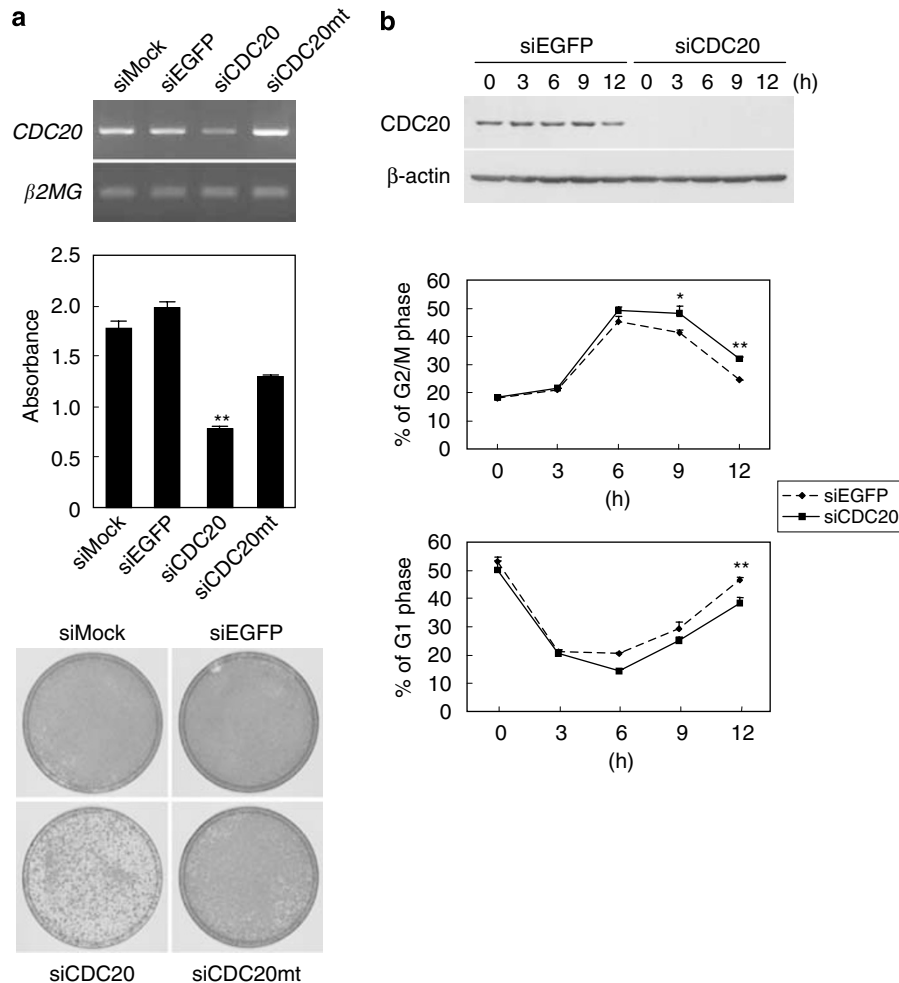 a
siMock siEGFP siCDC20 siCDC20mt
CDC20
β2MG
2.5
2.0
1.5
1.0
0.5
0
Absorbance
**
siMock siEGFP siCDC20 siCDC20mt
siMock siEGFP
siCDC20 siCDC20mt
b
siEGFP siCDC20
0 3 6 9 12 0 3 6 9 12 (h)
CDC20
β-actin
60
50
40
30
20
10
0
% of G2/M phase
*
**
0 3 6 9 12
(h)
siEGFP
siCDC20
60
50
40
30
20
10
0
% of G1 phase
**
0 3 6 9 12
(h)